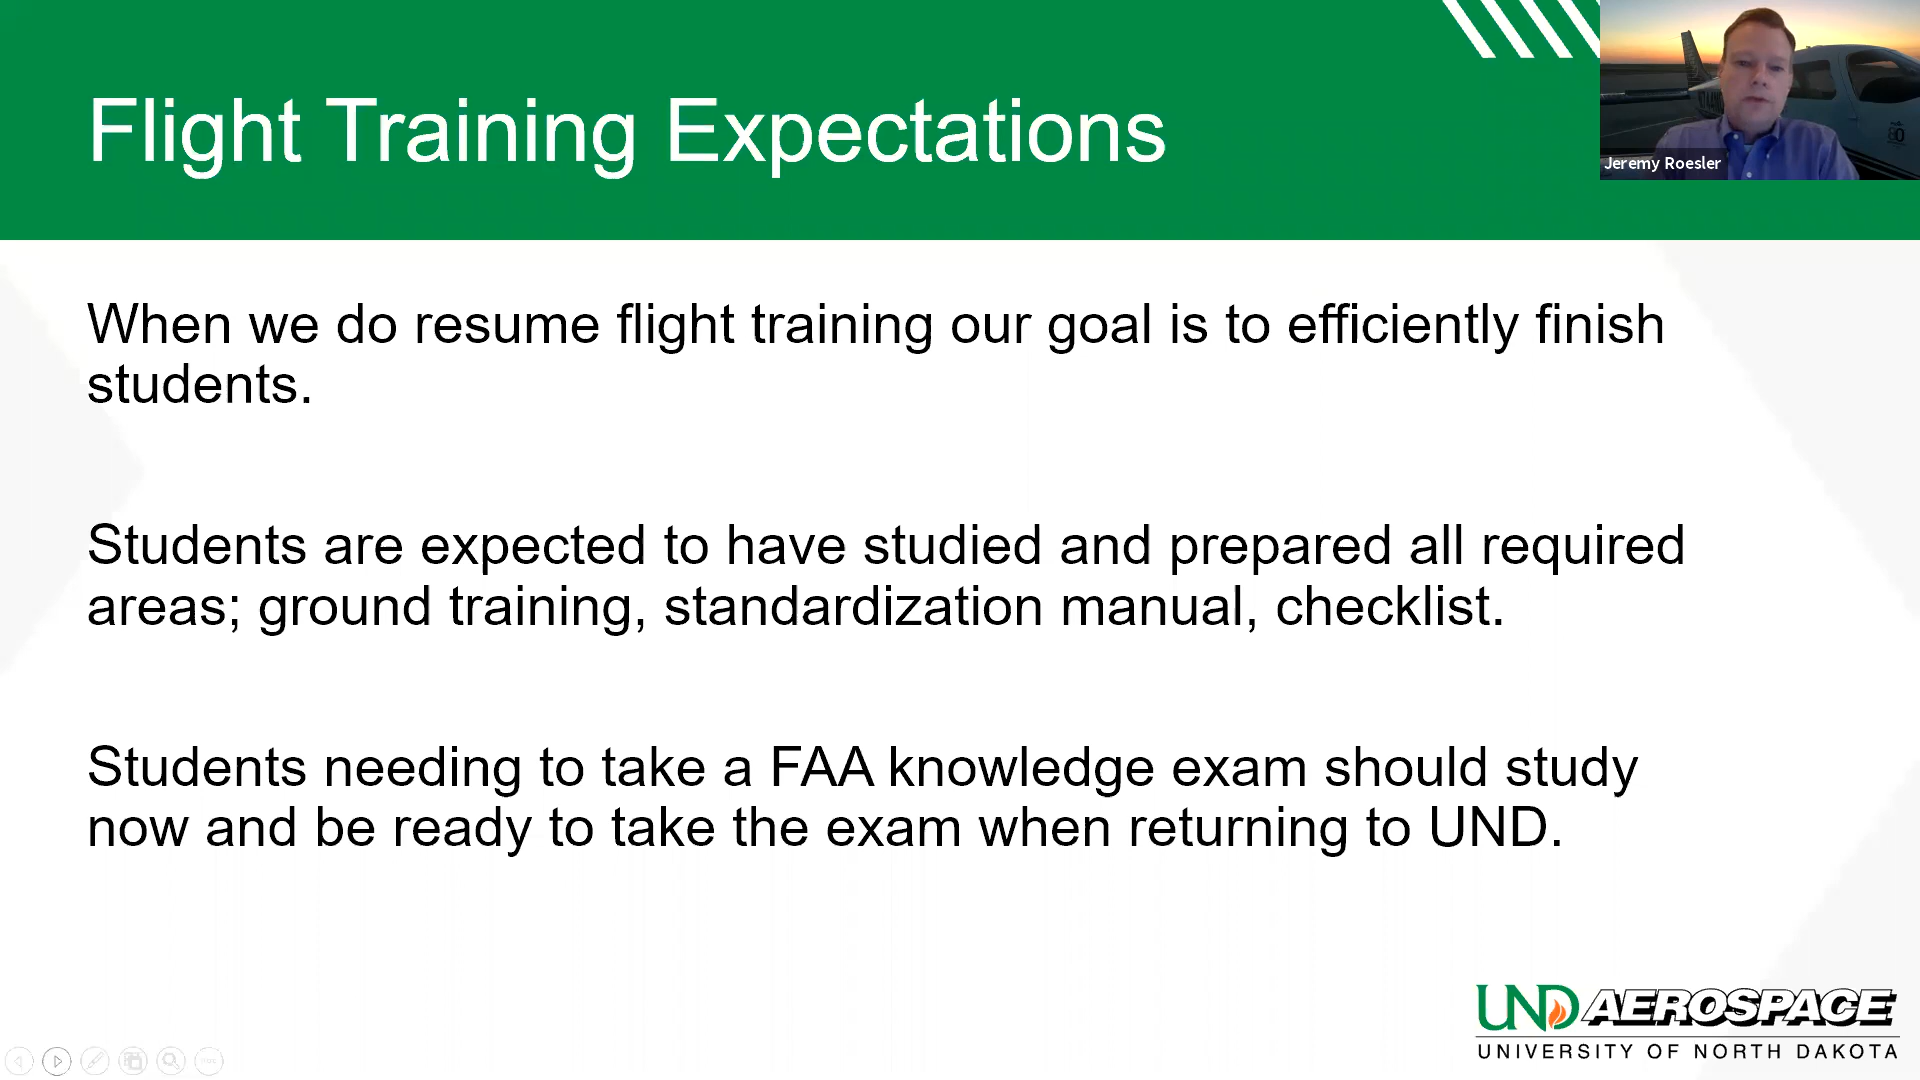 Flight Training Expectations
Jeremy Roesler
When we do resume flight training our goal is to efficiently finish
students.
Students are expected to have studied and prepared all required
areas; ground training, standardization manual, checklist.
Students needing to take a FAA knowledge exam should study
now and be ready to take the exam when returning to UND.
UND AEROSPACE
UNIVERSITY OF NORTH DAKOTA